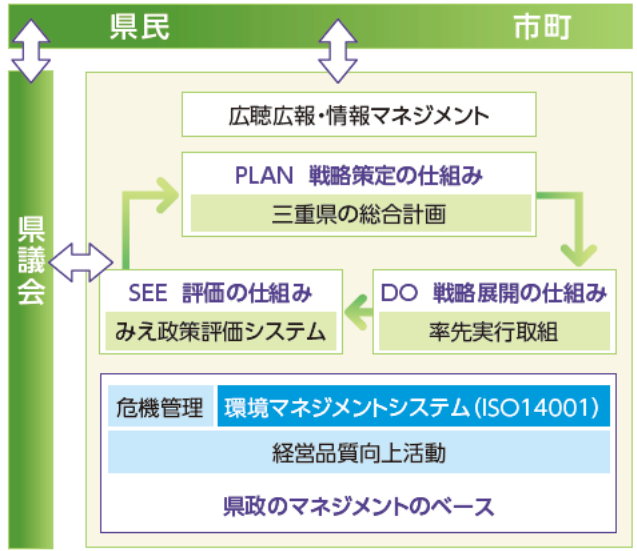 県民 市町
県議会
広聴広報・情報マネジメント
PLAN 戦略策定の仕組み
三重県の総合計画
SEE 評価の仕組み
みえ政策評価システム
DO 戦略展開の仕組み
率先実行取組
危機管理 環境マネジメントシステム(ISO14001)
経営品質向上活動
県政のマネジメントのベース